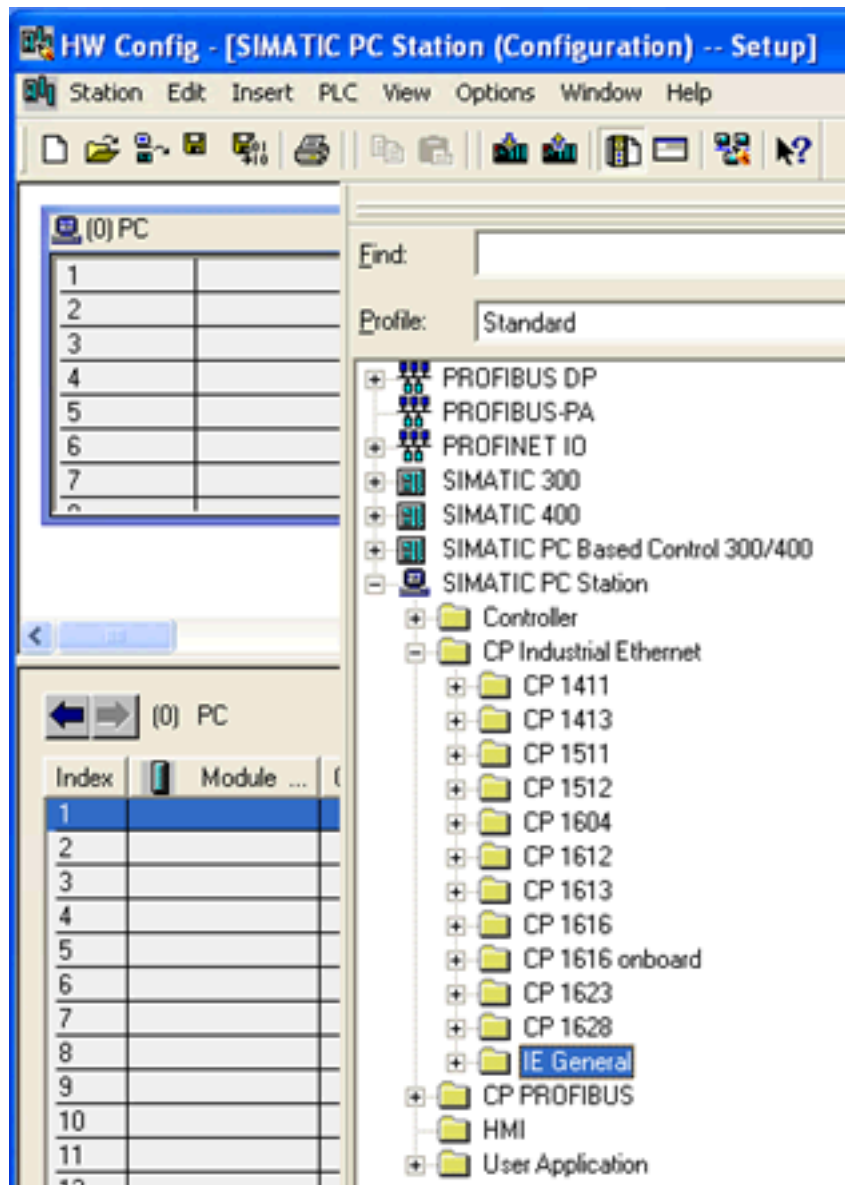 HW Config - [SIMATIC PC Station (Configuration) -- Setup]
Station Edit Insert PLC View Options Window Help
(0) PC
1
2
3
4
5
6
7
Find:
Profile: Standard
PROFIBUS DP
PROFIBUS-PA
PROFINET IO
SIMATIC 300
SIMATIC 400
SIMATIC PC Based Control 300/400
SIMATIC PC Station
Controller
CP Industrial Ethernet
CP 1411
CP 1413
CP 1511
CP 1512
CP 1604
CP 1612
CP 1613
CP 1616
CP 1616 onboard
CP 1623
CP 1628
IE General
CP PROFIBUS
HMI
User Application
(0) PC
Index Module ...
1
2
3
4
5
6
7
8
9
10
11